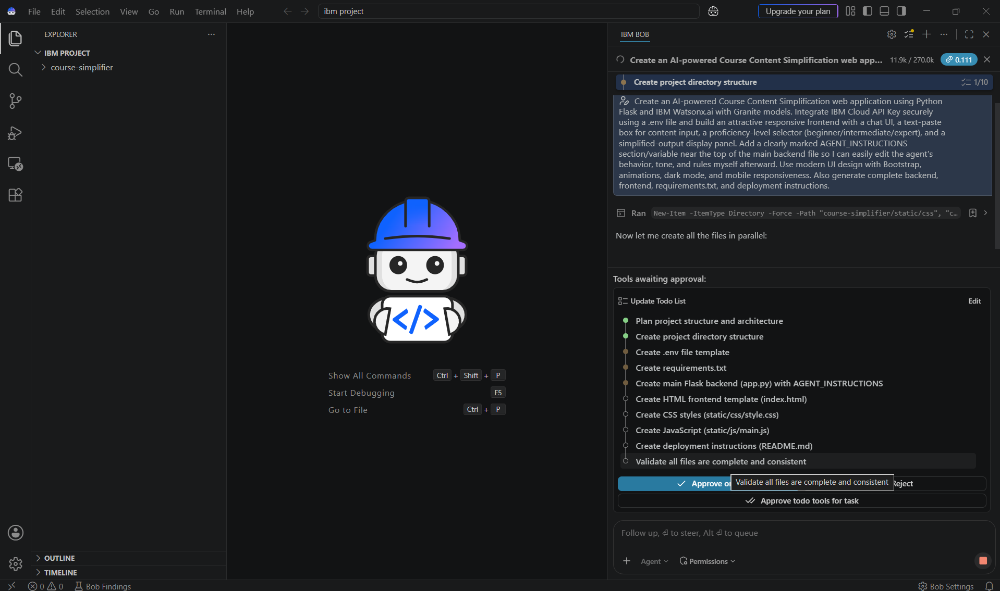 File Edit Selection View Go Run Terminal Help
ibm project
Upgrade your plan
EXPLORER
IBM PROJECT
course-simplifier
OUTLINE
TIMELINE
</>
Show All Commands Ctrl + Shift + P
Start Debugging F5
Go to File Ctrl + P
IBM BOB
Create an AI-powered Course Content Simplification web app... 11.9k / 270.0k 0.111
Create project directory structure 1/10
Create an AI-powered Course Content Simplification web application using Python
Flask and IBM Watsonx.ai with Granite models. Integrate IBM Cloud API Key securely
using a .env file and build an attractive responsive frontend with a chat UI, a text-paste
box for content input, a proficiency-level selector (beginner/intermediate/expert), and a
simplified-output display panel. Add a clearly marked AGENT_INSTRUCTIONS
section/variable near the top of the main backend file so I can easily edit the agent's
behavior, tone, and rules myself afterward. Use modern UI design with Bootstrap,
animations, dark mode, and mobile responsiveness. Also generate complete backend,
frontend, requirements.txt, and deployment instructions.
Ran New-Item -ItemType Directory -Force -Path "course-simplifier/static/css", "c…
Now let me create all the files in parallel:
Tools awaiting approval:
Update Todo List Edit
Plan project structure and architecture
Create project directory structure
Create .env file template
Create requirements.txt
Create main Flask backend (app.py) with AGENT_INSTRUCTIONS
Create HTML frontend template (index.html)
Create CSS styles (static/css/style.css)
Create JavaScript (static/js/main.js)
Create deployment instructions (README.md)
Validate all files are complete and consistent
Approve Validate all files are complete and consistent Reject
Approve todo tools for task
Follow up, ⏎ to steer, Alt ⏎ to queue
Agent Permissions
0 0 Bob Findings
Bob Settings